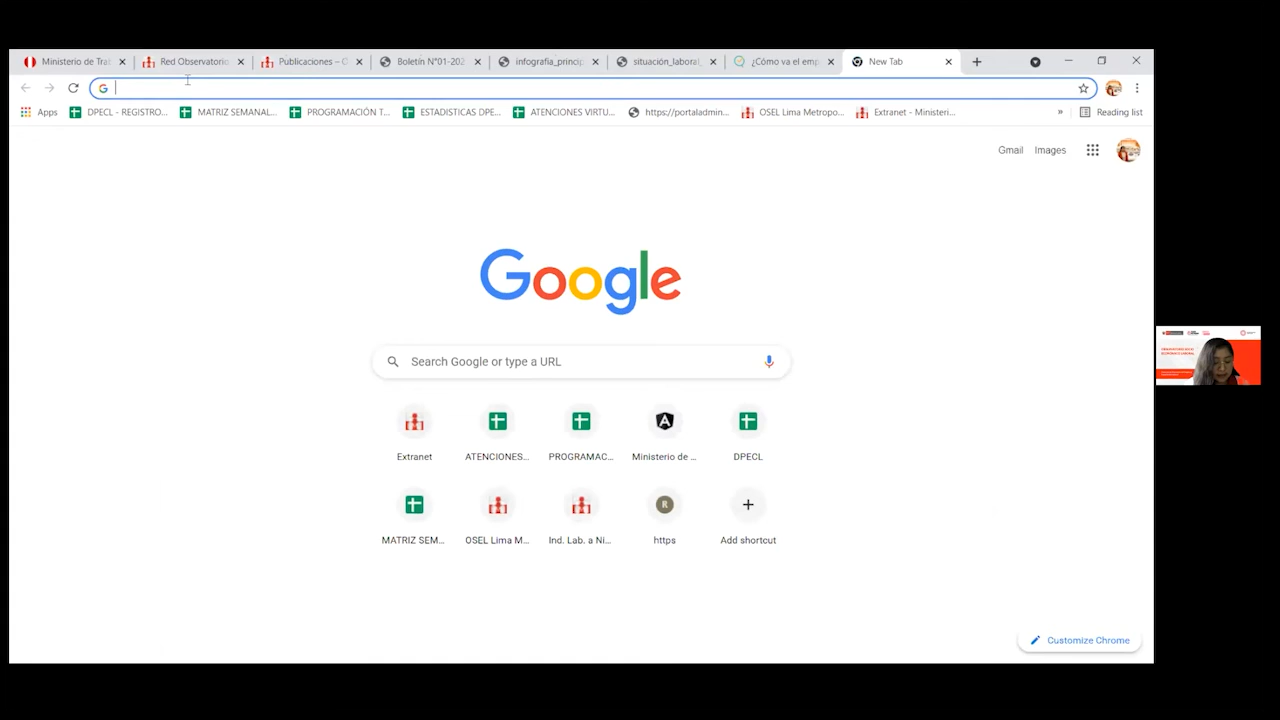 Ministerio de Tral
Red Observatorio
Publicaciones – O
Boletín N°01-202
infografia_princip
situación_laboral_
¿Cómo va el emp
New Tab
Apps
DPECL - REGISTRO...
MATRIZ SEMANAL...
PROGRAMACIÓN T...
ESTADISTICAS DPE...
ATENCIONES VIRTU...
https://portaladmin...
OSEL Lima Metropo...
Extranet - Ministeri...
»
Reading list
Gmail
Images
Google
Search Google or type a URL
Extranet
ATENCIONES...
PROGRAMAC...
Ministerio de ...
DPECL
MATRIZ SEM...
OSEL Lima M...
Ind. Lab. a Ni...
R
https
Add shortcut
Customize Chrome